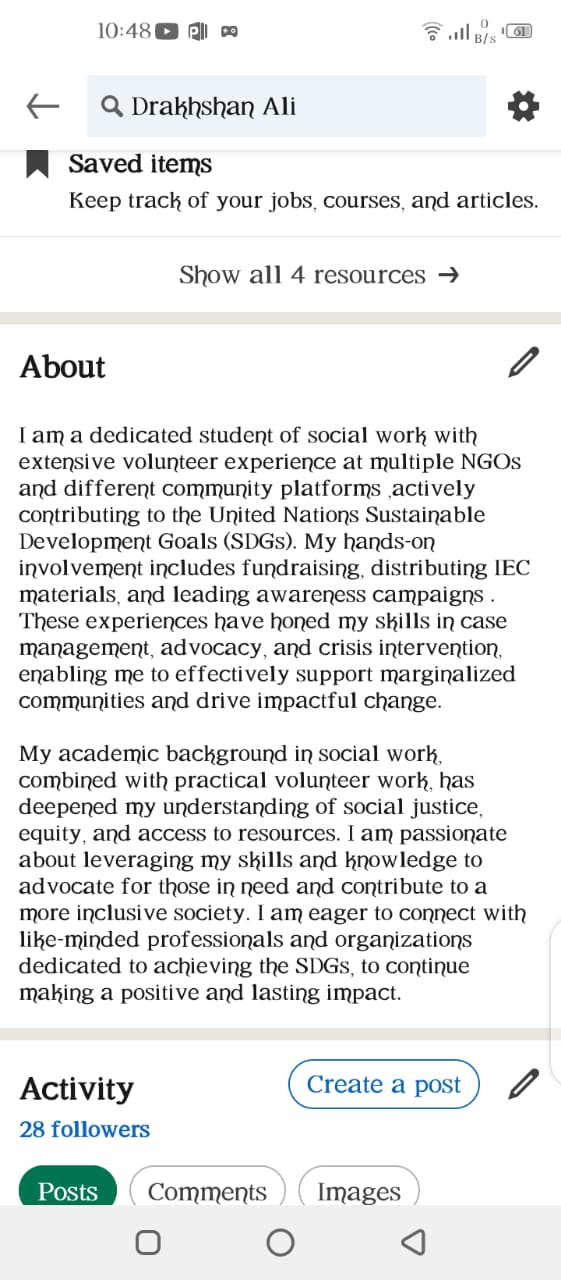 10:48
0
B/s
61
Drakhshan Ali
Saved items
Keep track of your jobs, courses, and articles.
Show all 4 resources →
About
I am a dedicated student of social work with
extensive volunteer experience at multiple NGOs
and different community platforms ,actively
contributing to the United Nations Sustainable
Development Goals (SDGs). My hands-on
involvement includes fundraising, distributing IEC
materials, and leading awareness campaigns .
These experiences have honed my skills in case
management, advocacy, and crisis intervention,
enabling me to effectively support marginalized
communities and drive impactful change.
My academic background in social work,
combined with practical volunteer work, has
deepened my understanding of social justice,
equity, and access to resources. I am passionate
about leveraging my skills and knowledge to
advocate for those in need and contribute to a
more inclusive society. I am eager to connect with
like-minded professionals and organizations
dedicated to achieving the SDGs, to continue
making a positive and lasting impact.
Activity
Create a post
28 followers
Posts
Comments
Images